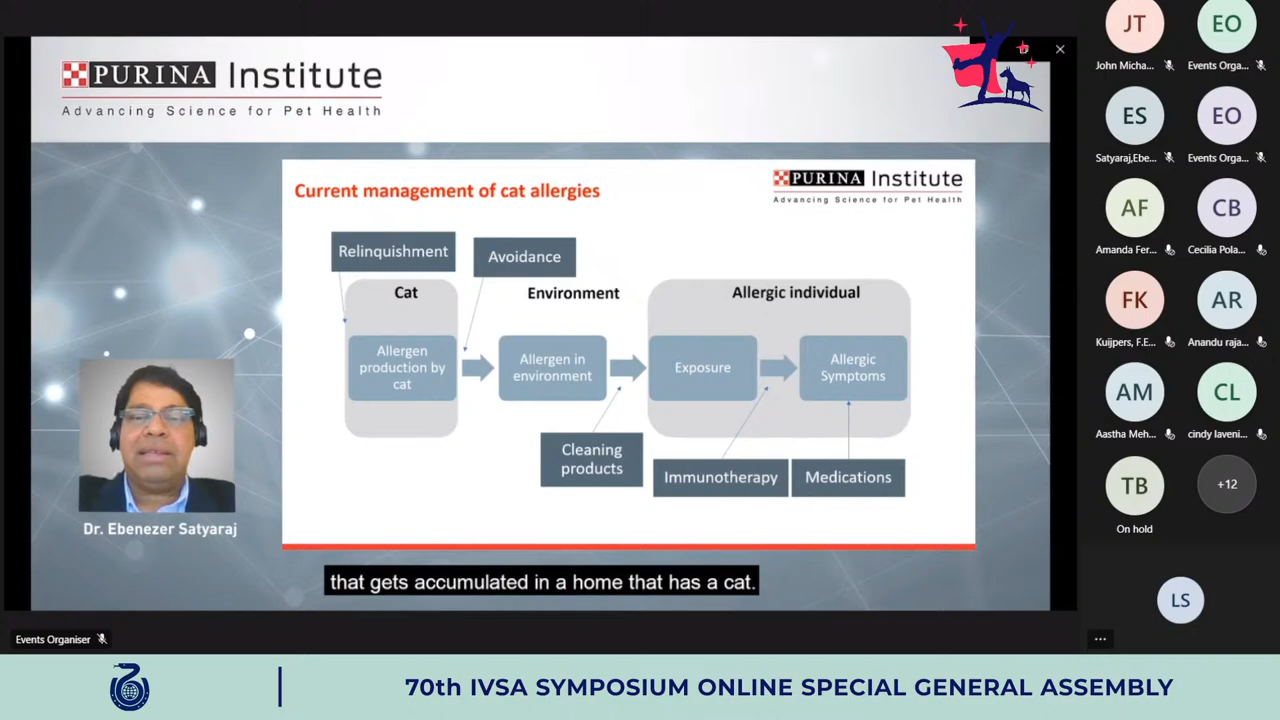 PURINA Institute
Advancing Science for Pet Health
Current management of cat allergies
PURINA Institute
Advancing Science for Pet Health
Relinquishment
Avoidance
Cat
Environment
Allergic individual
Allergen
production by
cat
Allergen in
environment
Exposure
Allergic
Symptoms
Cleaning
products
Immunotherapy
Medications
Dr. Ebenezer Satyaraj
that gets accumulated in a home that has a cat.
Events Organiser
JT
John Micha...
EO
Events Orga...
ES
Satyaraj,Ebe...
EO
Events Orga...
AF
Amanda Fer...
CB
Cecilia Pola...
FK
Kuijpers, F.E...
AR
Anandu raja...
AM
Aastha Meh...
CL
cindy laveni...
TB
On hold
+12
LS
...
70th IVSA SYMPOSIUM ONLINE SPECIAL GENERAL ASSEMBLY